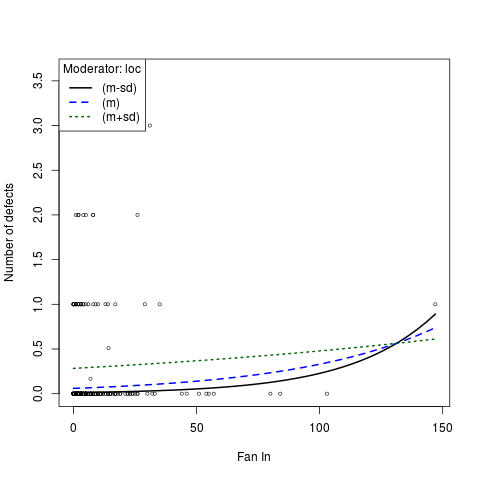 Moderator: loc
(m-sd)
(m)
(m+sd)
Number of defects
3.5
3.0
2.5
2.0
1.5
1.0
0.5
0.0
0 50 100 150
Fan In